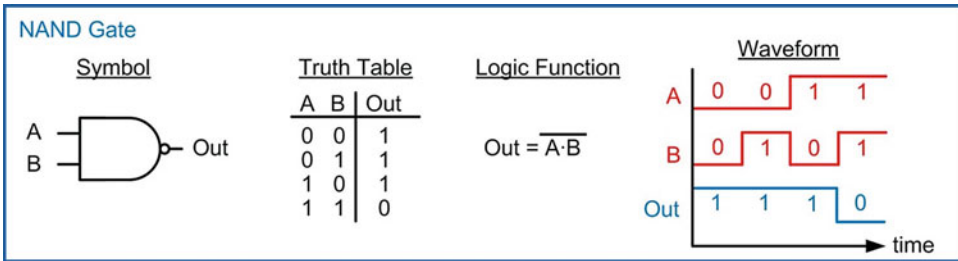 NAND Gate
Symbol
A
B
Out
Truth Table
A B Out
0 0 1
0 1 1
1 0 1
1 1 0
Logic Function
Out = A·B
Waveform
A 0 0 1 1
B 0 1 0 1
Out 1 1 1 0
time